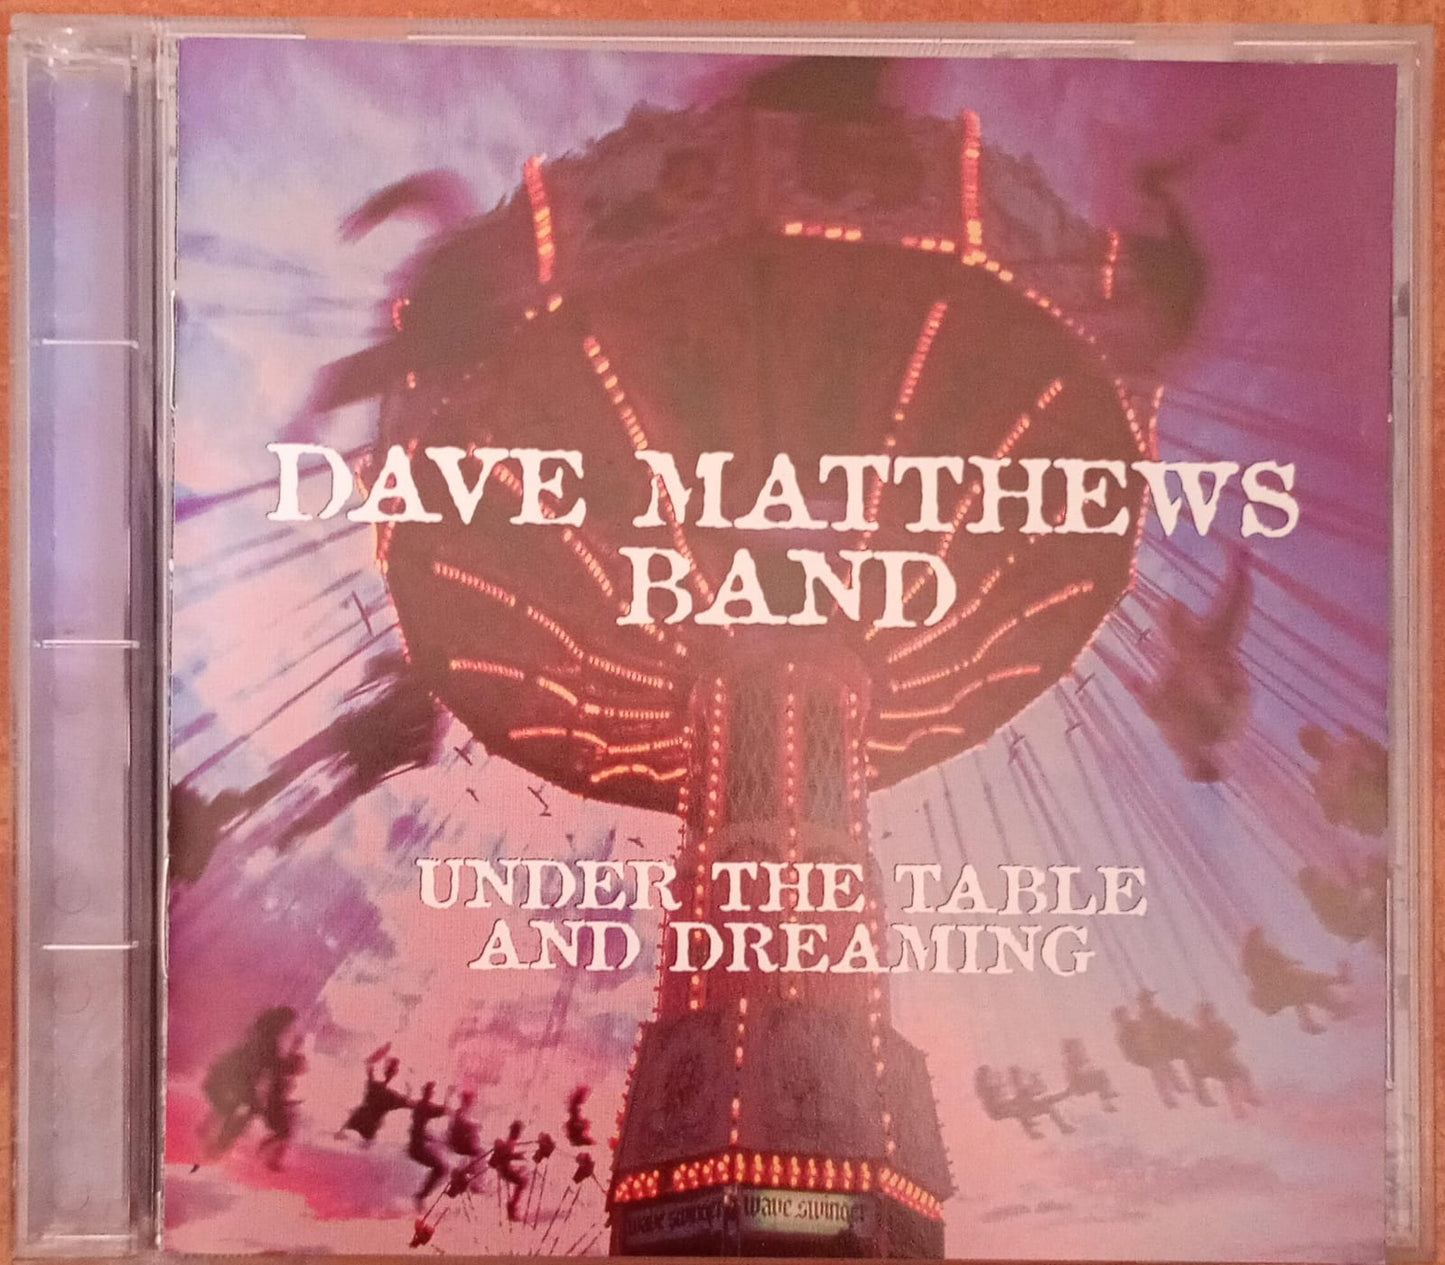 DAVE MATTHEWS
BAND
UNDER THE TABLE
AND DREAMING
wave swinger wave swinger